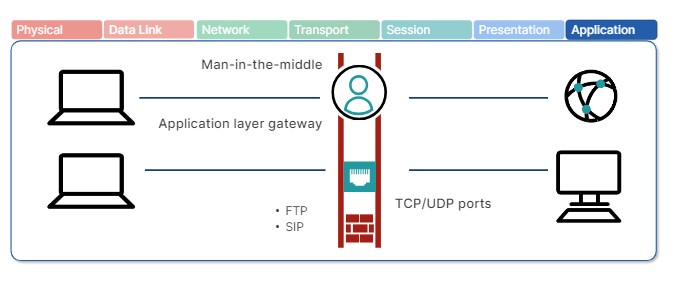 Physical
Data Link
Network
Transport
Session
Presentation
Application
Man-in-the-middle
Application layer gateway
TCP/UDP ports
• FTP
• SIP